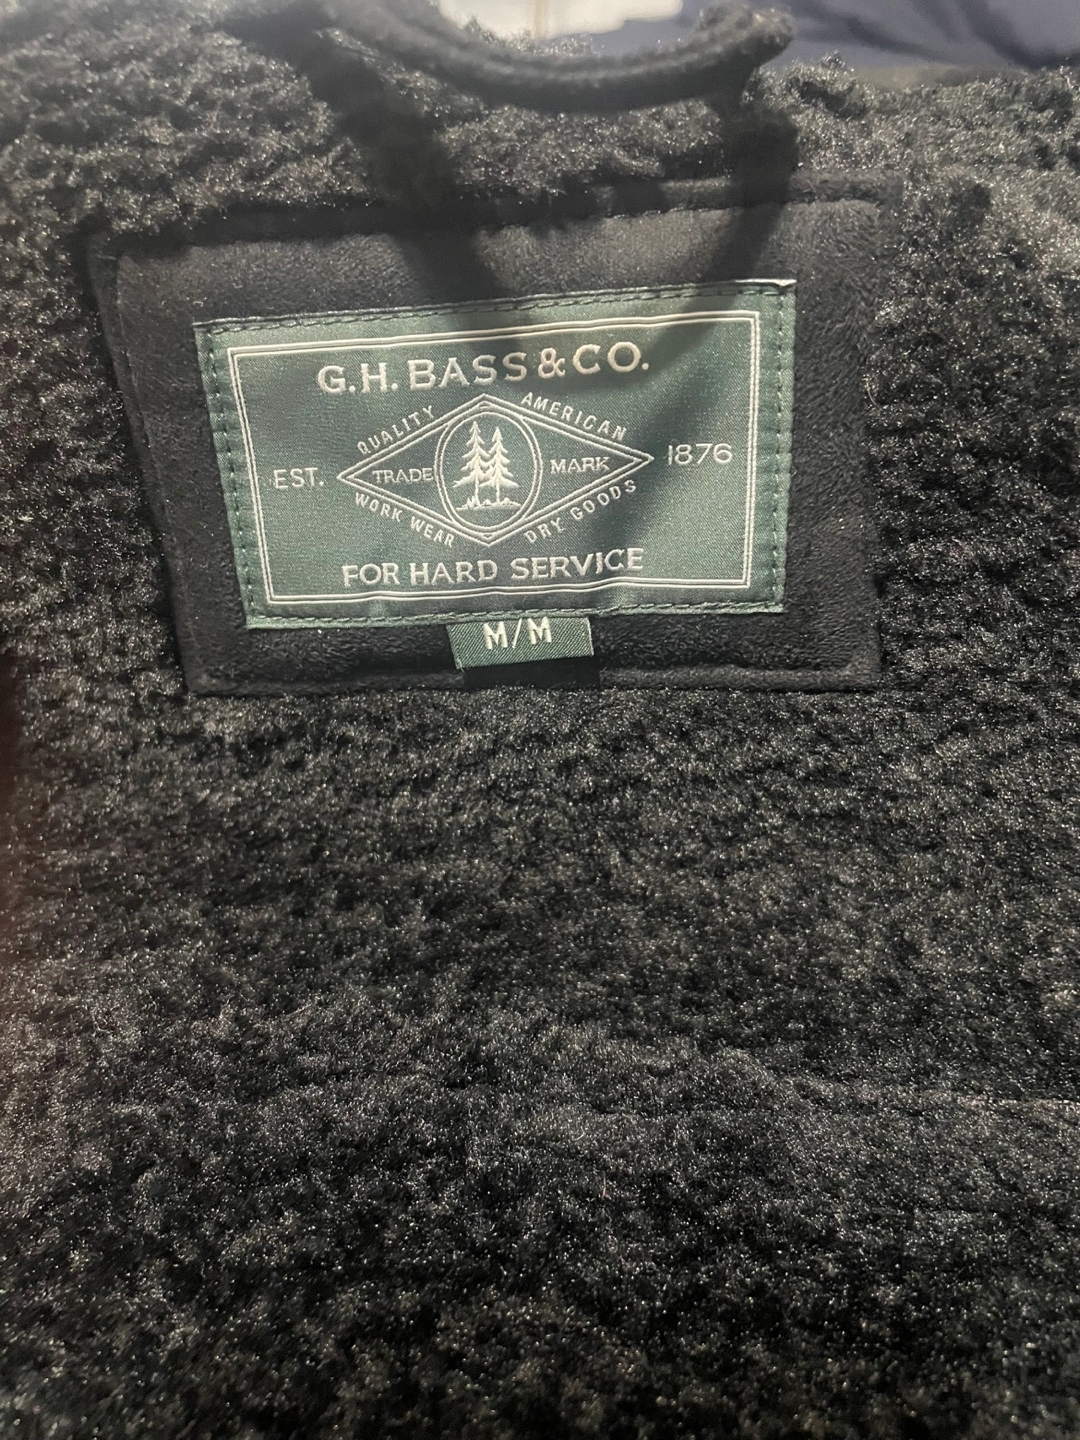 G.H. BASS & CO.
QUALITY AMERICAN
EST. TRADE MARK 1876
WORK WEAR DRY GOODS
FOR HARD SERVICE
M/M